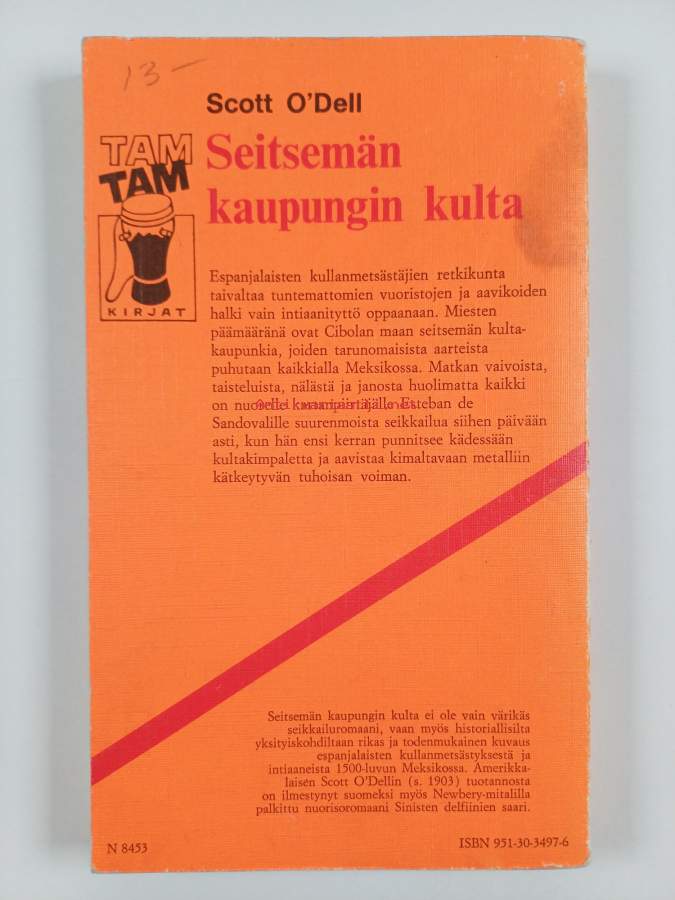 13-
Scott O'Dell
TAM
TAM
KIRJAT
Seitsemän
kaupungin kulta
Espanjalaisten kullanmetsästäjien retkikunta
taivaltaa tuntemattomien vuoristojen ja aavikoiden
halki vain intiaanityttö oppaanaan. Miesten
päämääränä ovat Cibolan maan seitsemän kulta-
kaupunkia, joiden tarunomaisista aarteista
puhutaan kaikkialla Meksikossa. Matkan vaivoista,
taisteluista, nälästä ja janosta huolimatta kaikki
on nuorelle kartanpiirtäjälle Esteban de
Sandovalille suurenmoista seikkailua siihen päivään
asti, kun hän ensi kerran punnitsee kädessään
kultakimpaletta ja aavistaa kimaltavaan metalliin
kätkeytyvän tuhoisan voiman.
Seitsemän kaupungin kulta ei ole vain värikäs
seikkailuromaani, vaan myös historiallisilta
yksityiskohdiltaan rikas ja todenmukainen kuvaus
espanjalaisten kullanmetsästyksestä ja
intiaaneista 1500-luvun Meksikossa. Amerikka-
laisen Scott O'Dellin (s. 1903) tuotannosta
on ilmestynyt suomeksi myös Newbery-mitalilla
palkittu nuorisoromaani Sinisten delfiinien saari.
N 8453
ISBN 951-30-3497-6